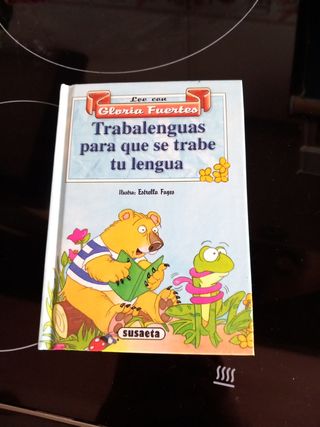 Lee con
Gloria Fuertes
Trabalenguas
para que se trabe
tu lengua
Ilustra: Estrella Fages
susaeta